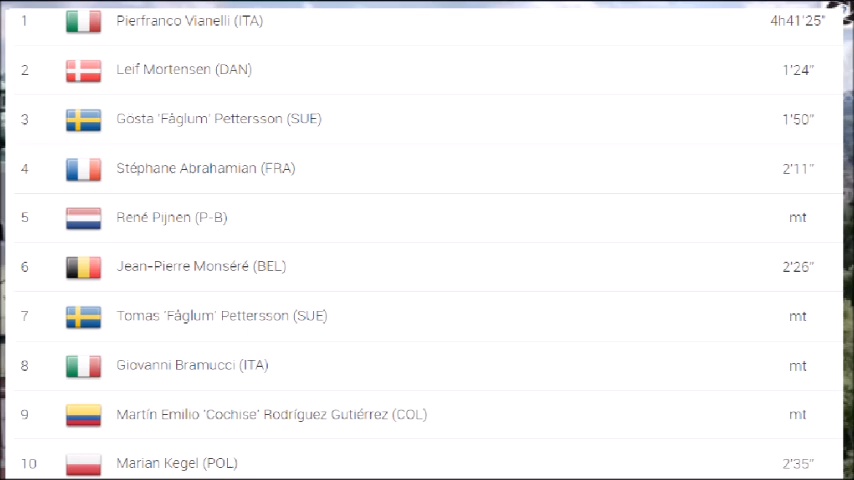 1 Pierfranco Vianelli (ITA) 4h41'25"
2 Leif Mortensen (DAN) 1'24"
3 Gosta 'Fåglum' Pettersson (SUE) 1'50"
4 Stéphane Abrahamian (FRA) 2'11"
5 René Pijnen (P-B) mt
6 Jean-Pierre Monséré (BEL) 2'26"
7 Tomas 'Fåglum' Pettersson (SUE) mt
8 Giovanni Bramucci (ITA) mt
9 Martín Emilio 'Cochise' Rodríguez Gutiérrez (COL) mt
10 Marian Kegel (POL) 2'35"